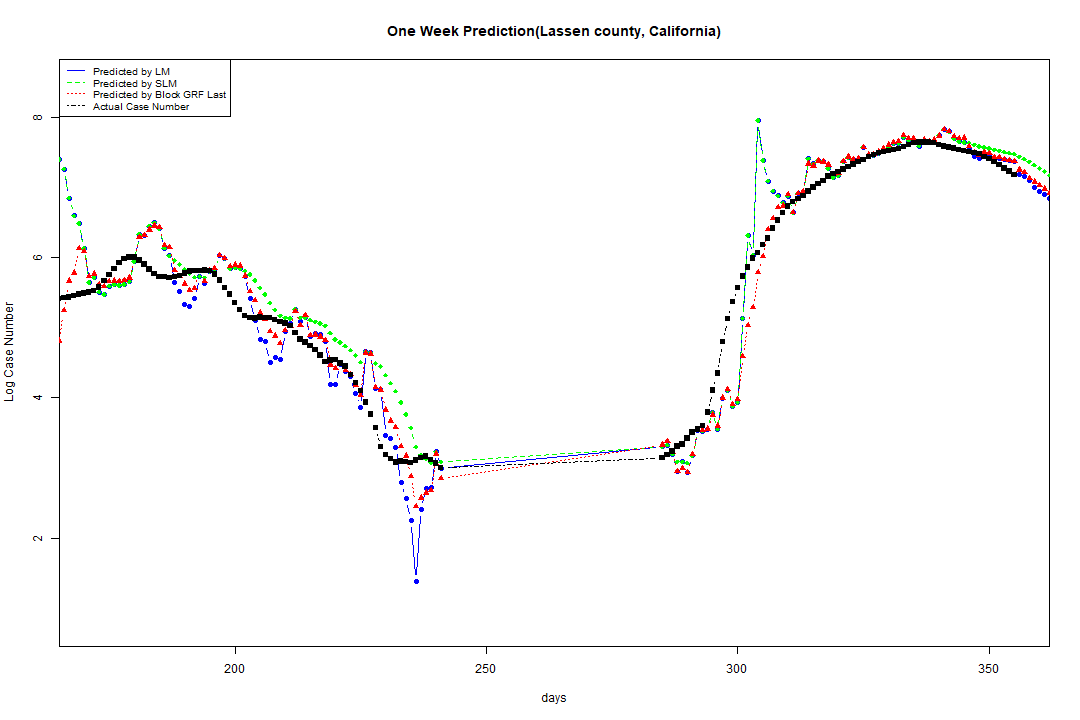 One Week Prediction(Lassen county, California)
Predicted by LM
Predicted by SLM
Predicted by Block GRF Last
Actual Case Number
8
6
4
2
Log Case Number
200 250 300 350
days